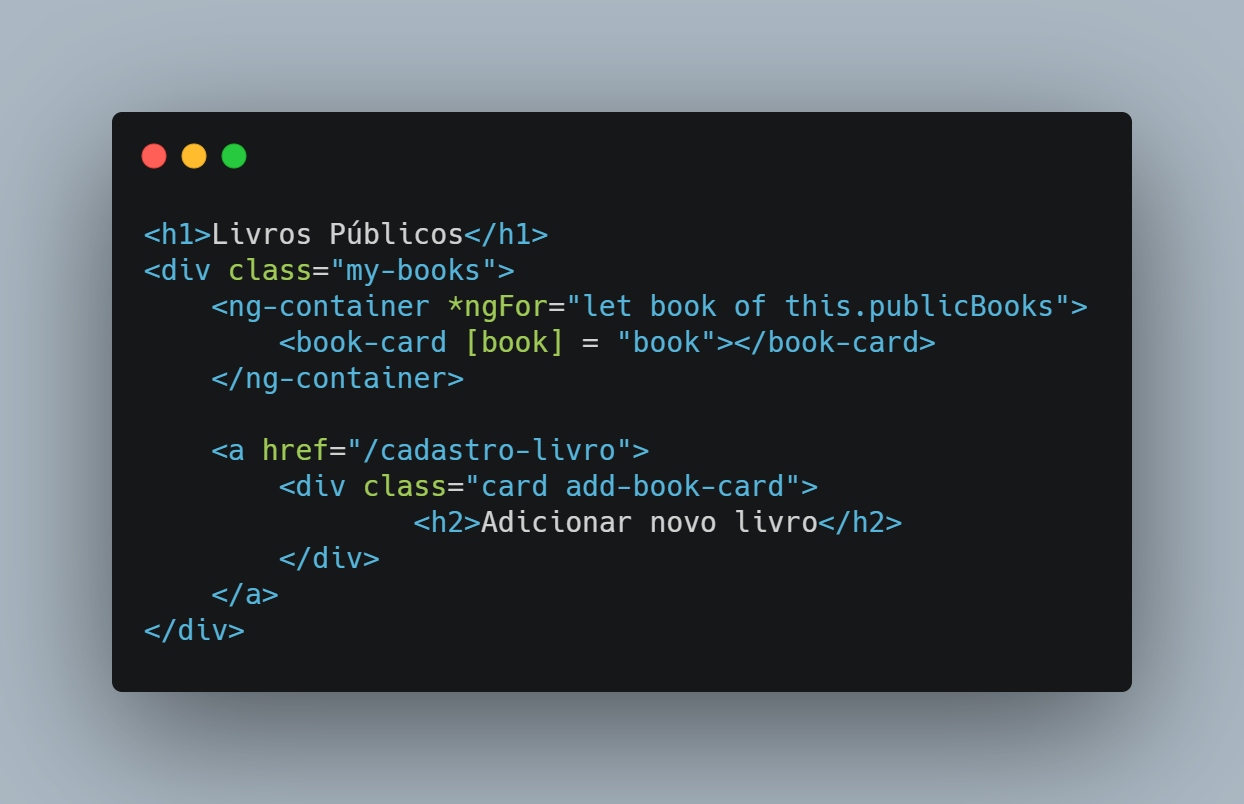 <h1>Livros Públicos</h1>
<div class="my-books">
    <ng-container *ngFor="let book of this.publicBooks">
        <book-card [book] = "book"></book-card>
    </ng-container>

    <a href="/cadastro-livro">
        <div class="card add-book-card">
                <h2>Adicionar novo livro</h2>
        </div>
    </a>
</div>